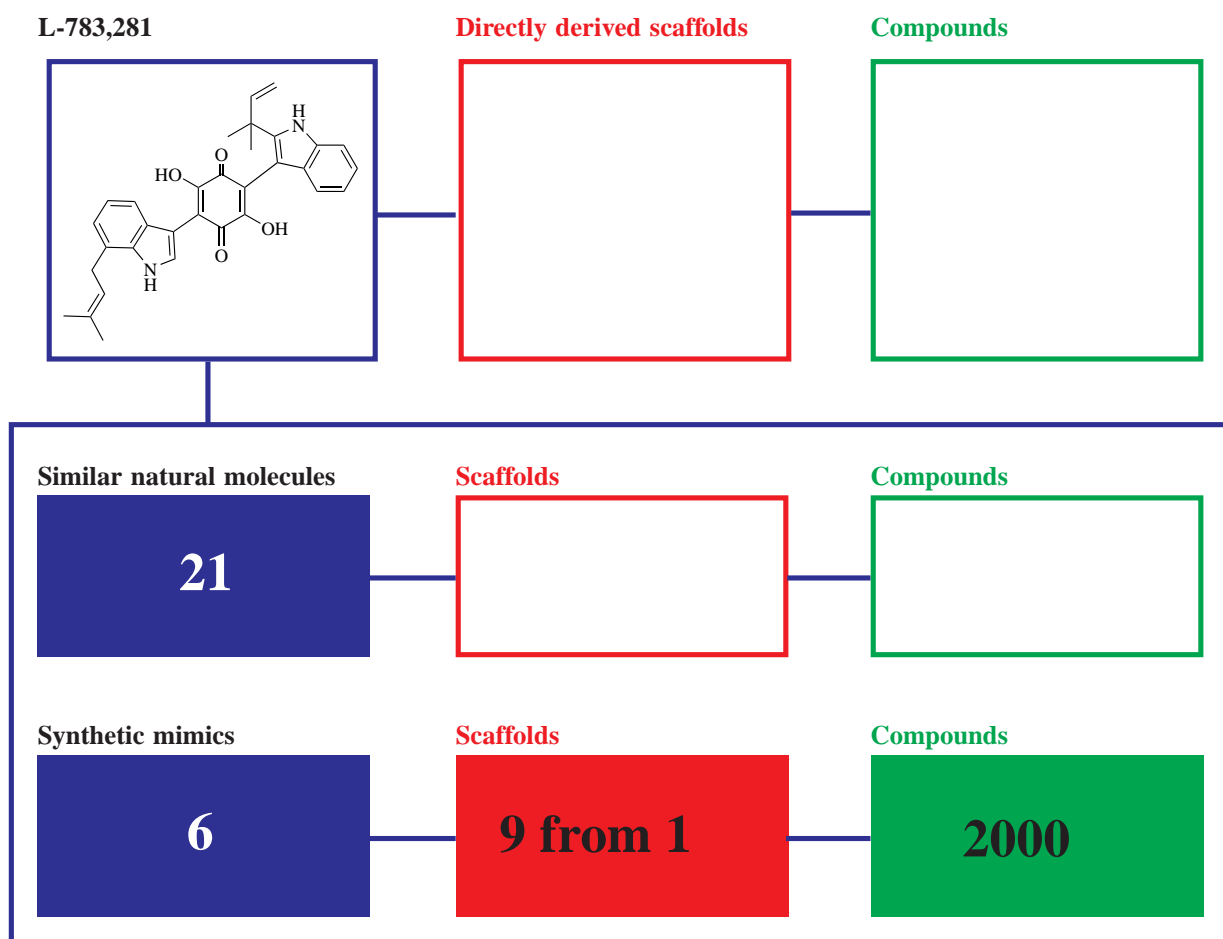 L-783,281 Directly derived scaffolds Compounds
H
N
O
HO
OH
O
N
H
Similar natural molecules Scaffolds Compounds
21
Synthetic mimics Scaffolds Compounds
6 9 from 1 2000